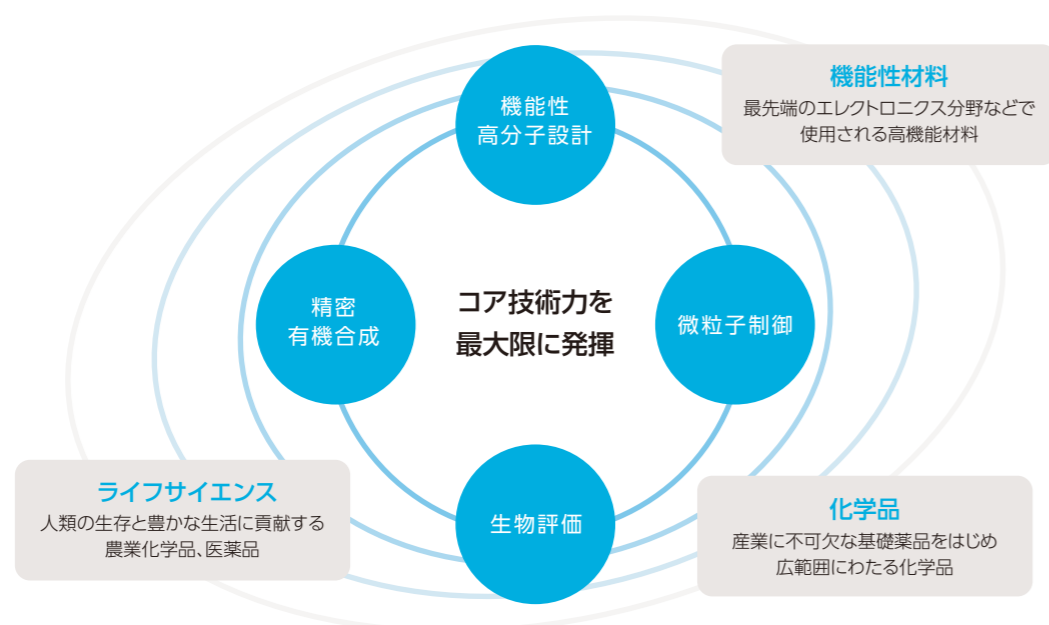 機能性
高分子設計
機能性材料
最先端のエレクトロニクス分野などで
使用される高機能材料
精密
有機合成
コア技術力を
最大限に発揮
微粒子制御
ライフサイエンス
人類の生存と豊かな生活に貢献する
農業化学品、医薬品
生物評価
化学品
産業に不可欠な基礎薬品をはじめ
広範囲にわたる化学品